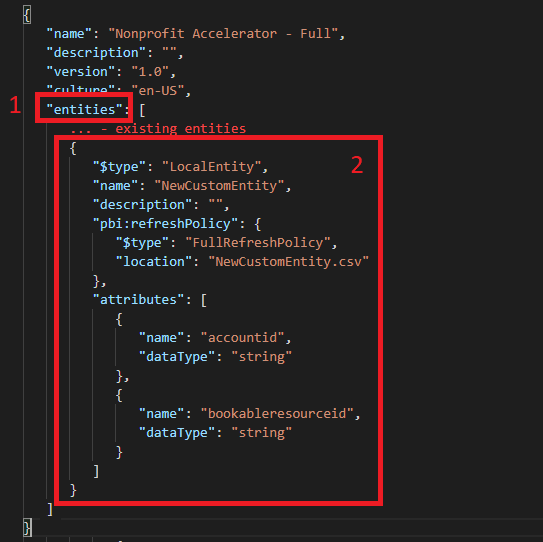 {
"name": "Nonprofit Accelerator - Full",
"description": "",
"version": "1.0",
"culture": "en-US",
1 "entities": [
... - existing entities
{ 2
"$type": "LocalEntity",
"name": "NewCustomEntity",
"description": "",
"pbi:refreshPolicy": {
"$type": "FullRefreshPolicy",
"location": "NewCustomEntity.csv"
},
"attributes": [
{
"name": "accountid",
"dataType": "string"
},
{
"name": "bookableresourceid",
"dataType": "string"
}
]
}
]
}